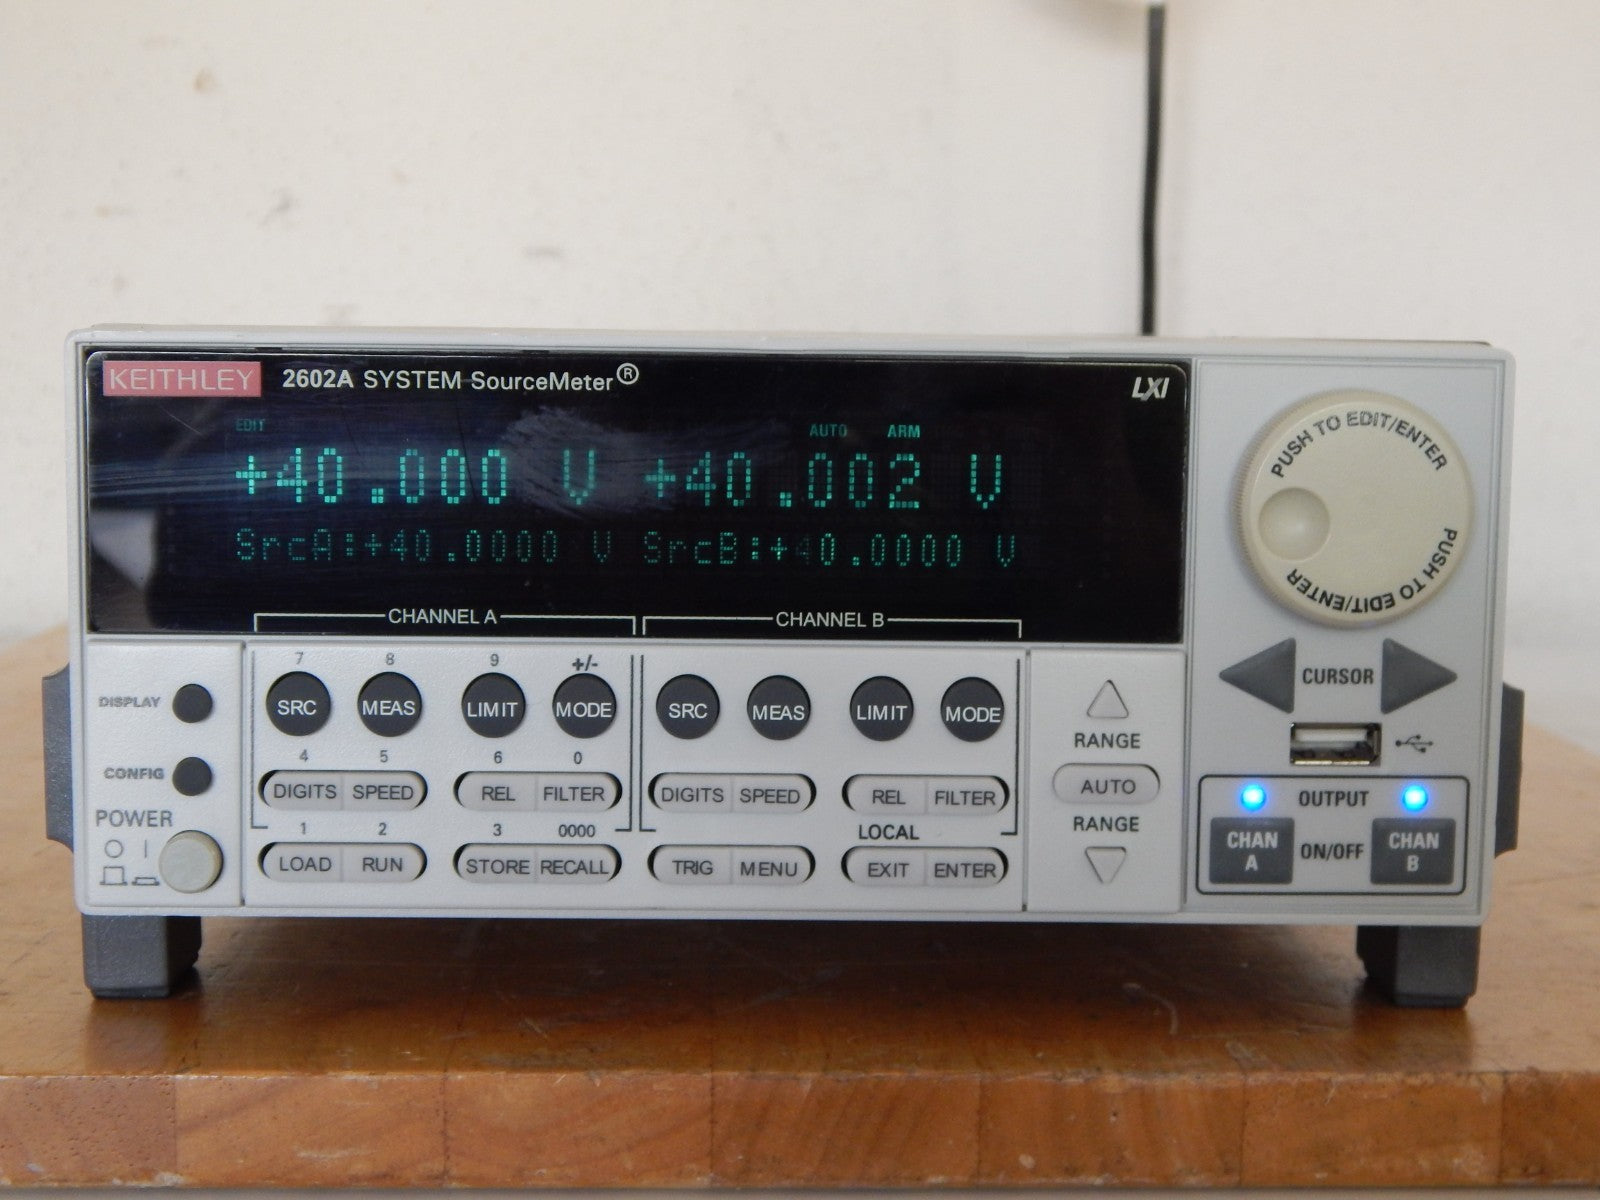 KEITHLEY 2602A SYSTEM SourceMeter® LXI
EDIT AUTO ARM
+40.000 V +40.002 V
SrcA:+40.0000 V SrcB:+40.0000 V
CHANNEL A CHANNEL B
7 8 9 +/-
SRC MEAS LIMIT MODE SRC MEAS LIMIT MODE
4 5 6 0
DIGITS SPEED REL FILTER DIGITS SPEED REL FILTER
1 2 3 0000 LOCAL
LOAD RUN STORE RECALL TRIG MENU EXIT ENTER
DISPLAY
CONFIG
POWER
RANGE
AUTO
RANGE
PUSH TO EDIT/ENTER
PUSH TO EDIT/ENTER
CURSOR
OUTPUT
CHAN A ON/OFF CHAN B